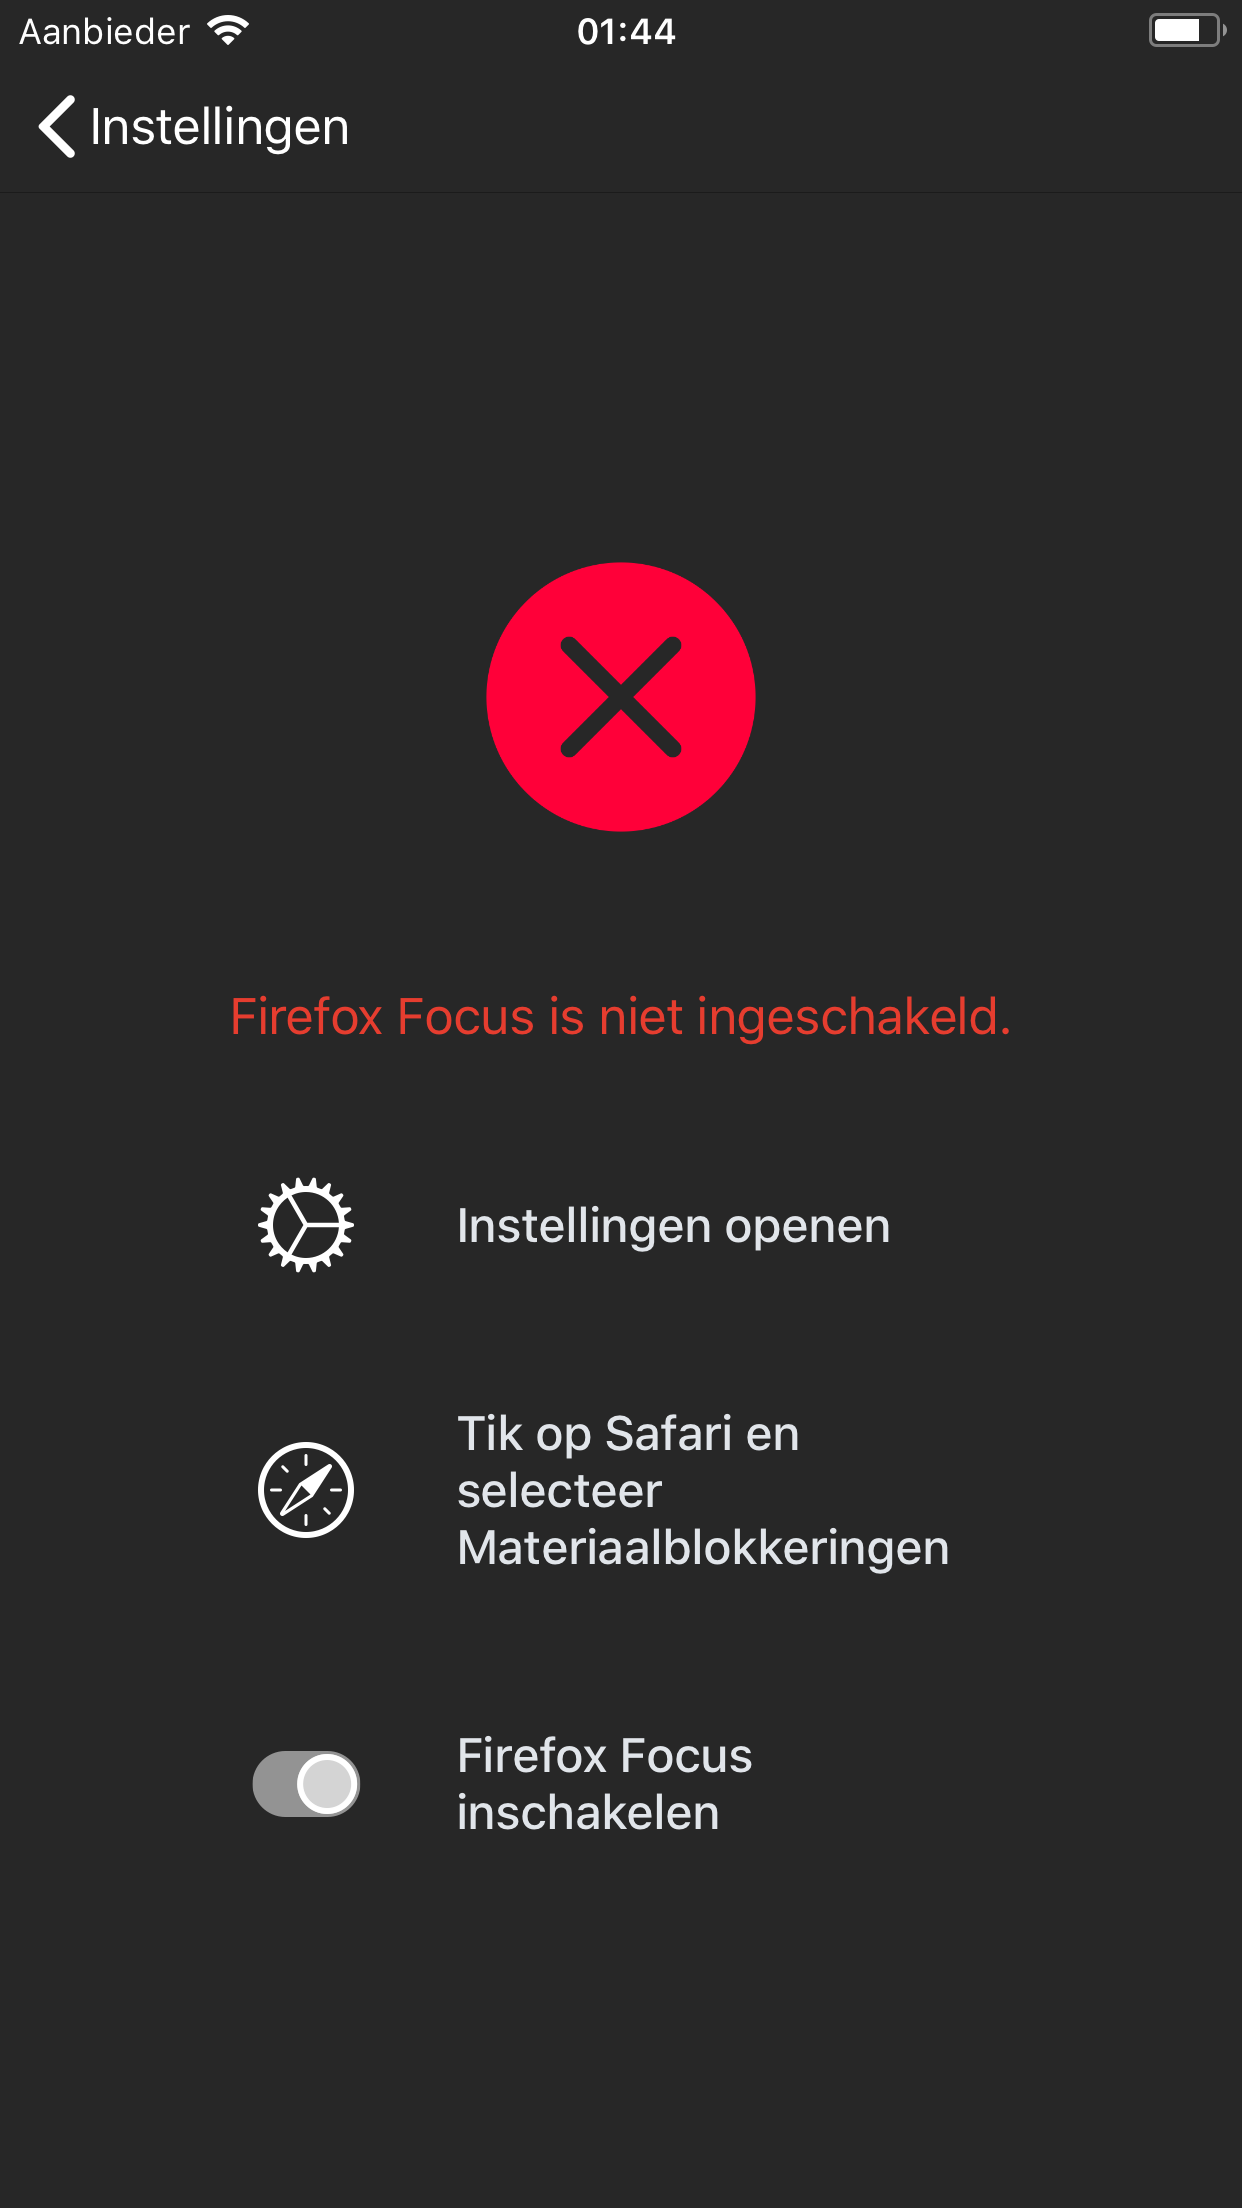 Aanbieder
01:44
Instellingen
Firefox Focus is niet ingeschakeld.
Instellingen openen
Tik op Safari en
selecteer
Materiaalblokkeringen
Firefox Focus
inschakelen